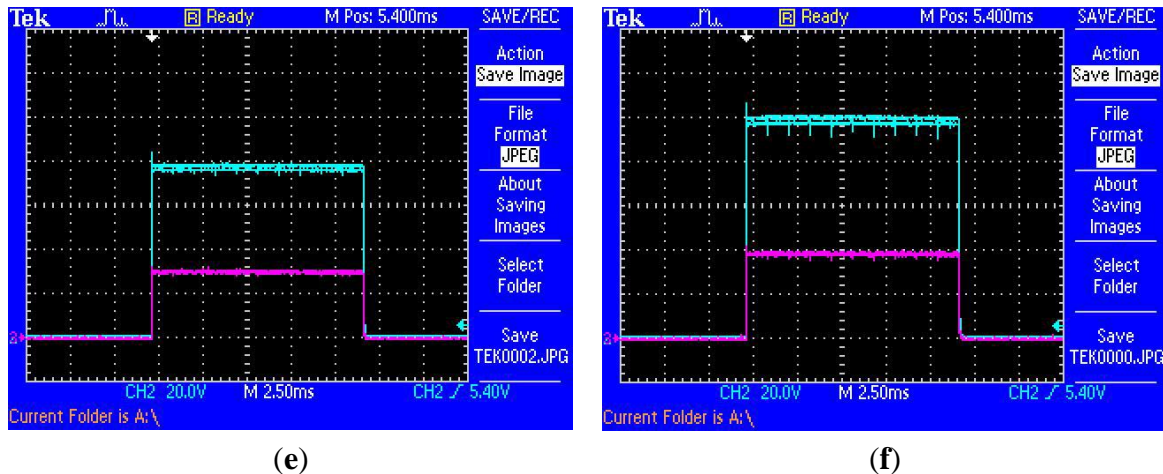 Tek R Ready M Pos: 5.400ms SAVE/REC
Action
Save Image
File
Format
JPEG
About
Saving
Images
Select
Folder
Save
TEK0002.JPG
2
CH2 20.0V M 2.50ms CH2 5.40V
Current Folder is A:\
(e)
Tek R Ready M Pos: 5.400ms SAVE/REC
Action
Save Image
File
Format
JPEG
About
Saving
Images
Select
Folder
Save
TEK0000.JPG
2
CH2 20.0V M 2.50ms CH2 5.40V
Current Folder is A:\
(f)